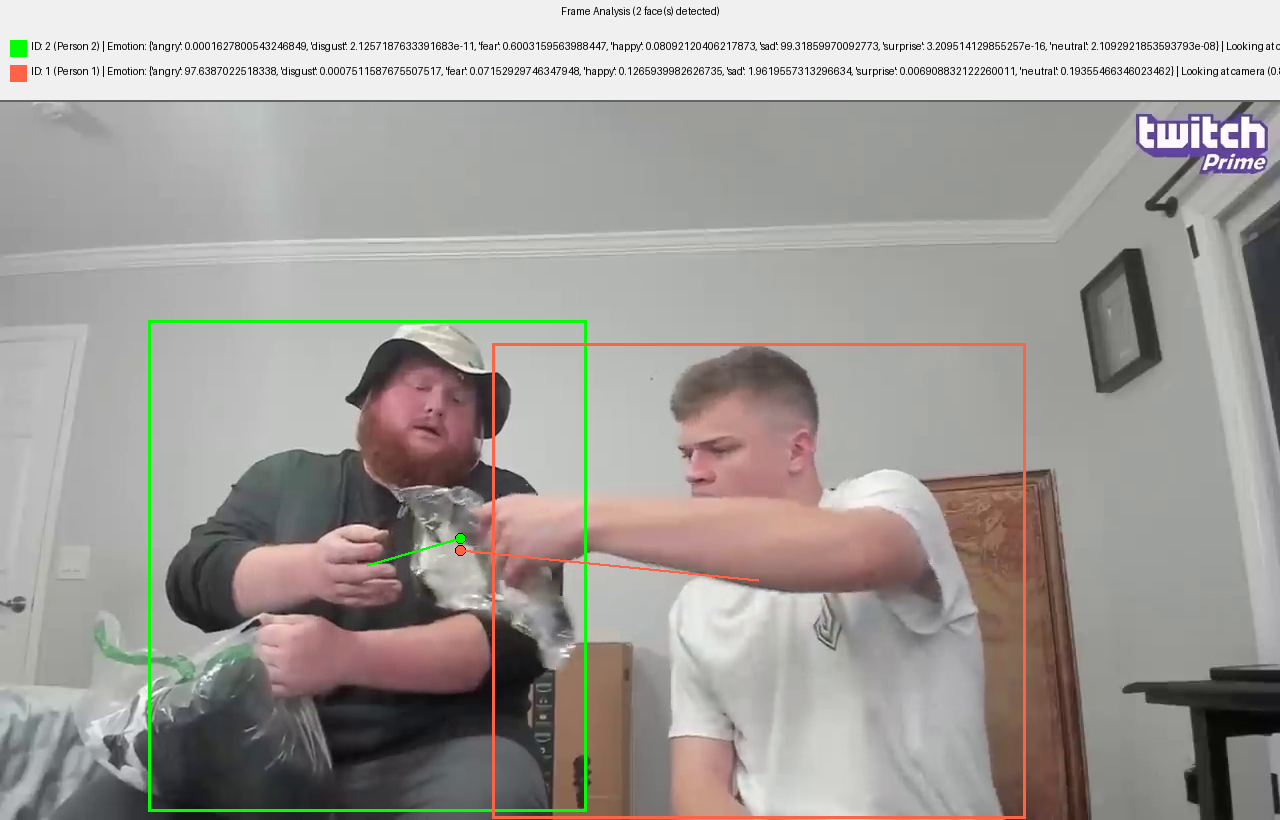 Frame Analysis (2 face(s) detected)
ID: 2 (Person 2) | Emotion: {'angry': 0.0001627800543246849, 'disgust': 2.1257187633391683e-11, 'fear': 0.6003159563988447, 'happy': 0.08092120406217873, 'sad': 99.31859970092773, 'surprise': 3.209514129855257e-16, 'neutral': 2.1092921853593793e-08} | Looking at c
ID: 1 (Person 1) | Emotion: {'angry': 97.6387022518338, 'disgust': 0.0007511587675507517, 'fear': 0.07152929746347948, 'happy': 0.1265939982626735, 'sad': 1.9619557313296634, 'surprise': 0.006908832122260011, 'neutral': 0.19355466346023462} | Looking at camera (0.8
twitch
Prime